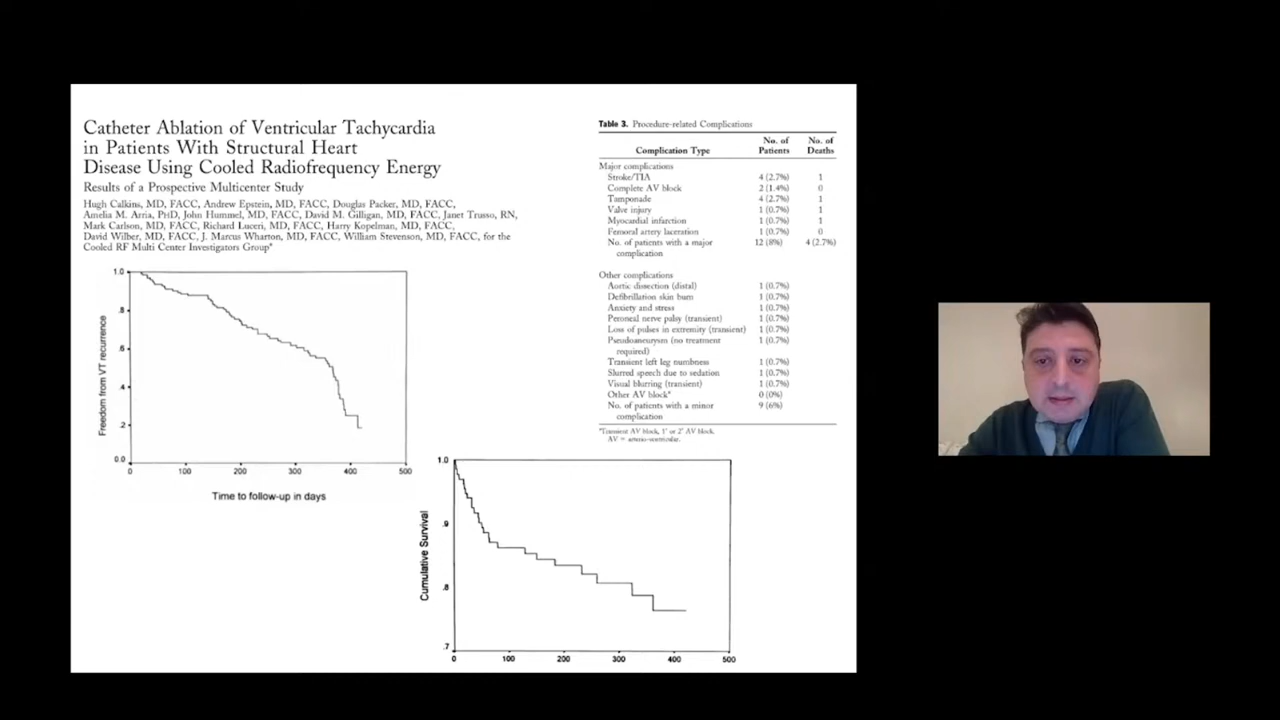 Catheter Ablation of Ventricular Tachycardia
in Patients With Structural Heart
Disease Using Cooled Radiofrequency Energy
Results of a Prospective Multicenter Study
Hugh Calkins, MD, FACC, Andrew Epstein, MD, FACC, Douglas Packer, MD, FACC,
Amelia M. Arria, PHD, John Hummel, MD, FACC, David M. Gilligan, MD, FACC, Janet Trusso, RN,
Mark Carlson, MD, FACC, Richard Luceri, MD, FACC, Harry Kopelman, MD, FACC,
David Wilber, MD, FACC, J. Marcus Wharton, MD, FACC, William Stevenson, MD, FACC, for the
Cooled RF Multi Center Investigators Group*
Freedom from VT recurrence
1.0
.8
.6
.4
.2
0.0
0 100 200 300 400 500
Time to follow-up in days
Table 3. Procedure-related Complications
Complication Type No. of Patients No. of Deaths
Major complications
Stroke/TIA 4 (2.7%) 1
Complete AV block 2 (1.4%) 0
Tamponade 4 (2.7%) 1
Valve injury 1 (0.7%) 1
Myocardial infarction 1 (0.7%) 1
Femoral artery laceration 1 (0.7%) 0
No. of patients with a major 12 (8%) 4 (2.7%)
complication
Other complications
Aortic dissection (distal) 1 (0.7%)
Defibrillation skin burn 1 (0.7%)
Anxiety and stress 1 (0.7%)
Peroneal nerve palsy (transient) 1 (0.7%)
Loss of pulses in extremity (transient) 1 (0.7%)
Pseudoaneurysm (no treatment 1 (0.7%)
required)
Transient left leg numbness 1 (0.7%)
Slurred speech due to sedation 1 (0.7%)
Visual blurring (transient) 1 (0.7%)
Other AV block* 0 (0%)
No. of patients with a minor 9 (6%)
complication
*Transient AV block, 1° or 2° AV block.
AV = atrio-ventricular.
Cumulative Survival
1.0
.9
.8
.7
0 100 200 300 400 500